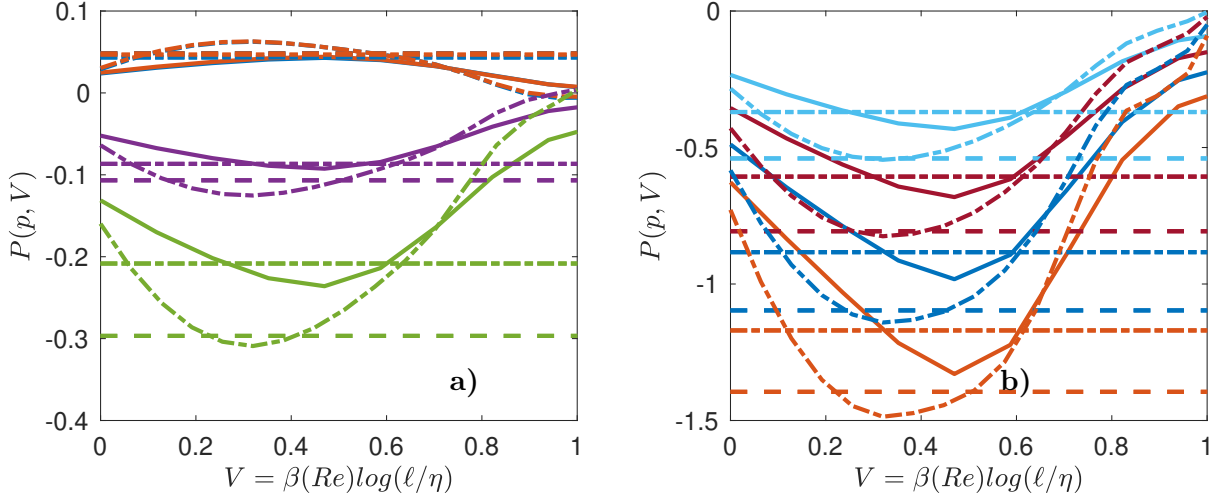 0.1
0
-0.1
-0.2
-0.3
-0.4
P(p, V)
0 0.2 0.4 0.6 0.8 1
V = β(Re)log(ℓ/η)
a)
0
-0.5
-1
-1.5
P(p, V)
0 0.2 0.4 0.6 0.8 1
V = β(Re)log(ℓ/η)
b)